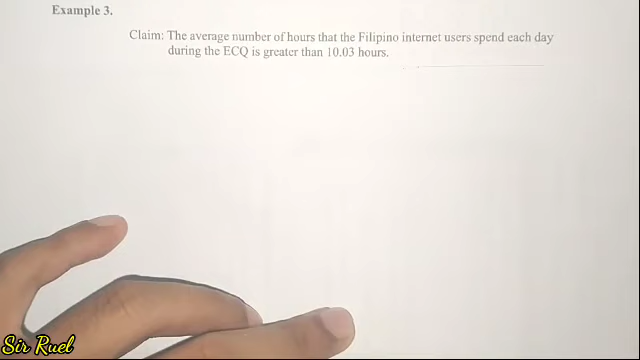 Example 3.
Claim: The average number of hours that the Filipino internet users spend each day
during the ECQ is greater than 10.03 hours.
Sir Ruel